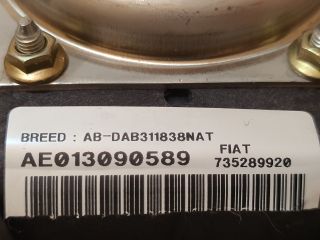 BREED : AB-DAB311838NAT
AE013090589 FIAT
735289920